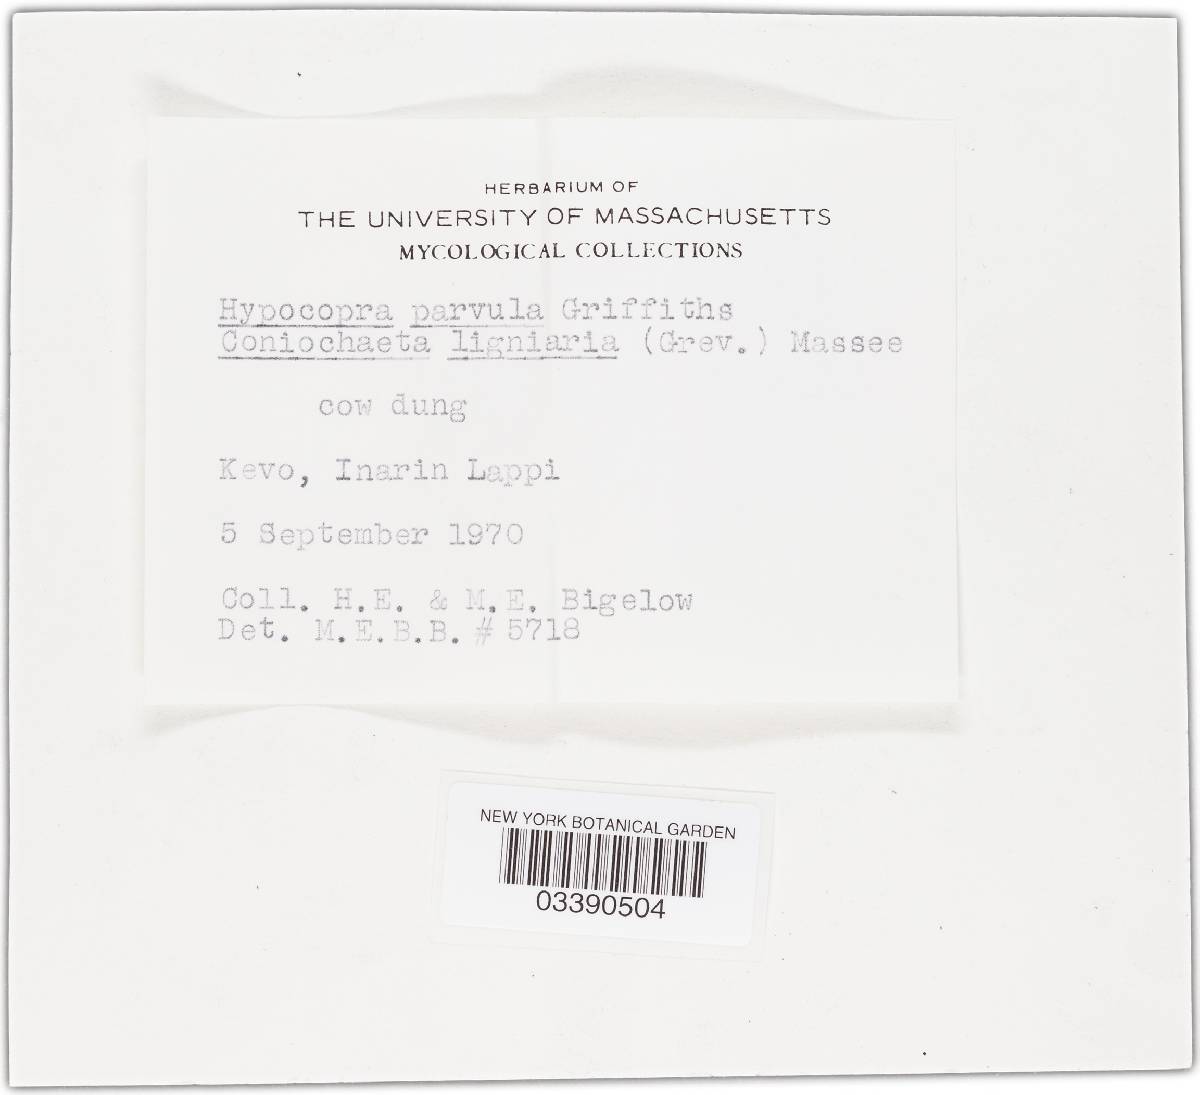 HERBARIUM OF
THE UNIVERSITY OF MASSACHUSETTS
MYCOLOGICAL COLLECTIONS
Hypocopra parvula Griffiths
Coniochaeta ligniaria (Grev.) Massee
cow dung
Kevo, Inarin Lappi
5 September 1970
Coll. H.E. & M.E. Bigelow
Det. M.E.B.B. # 5718
NEW YORK BOTANICAL GARDEN
03390504